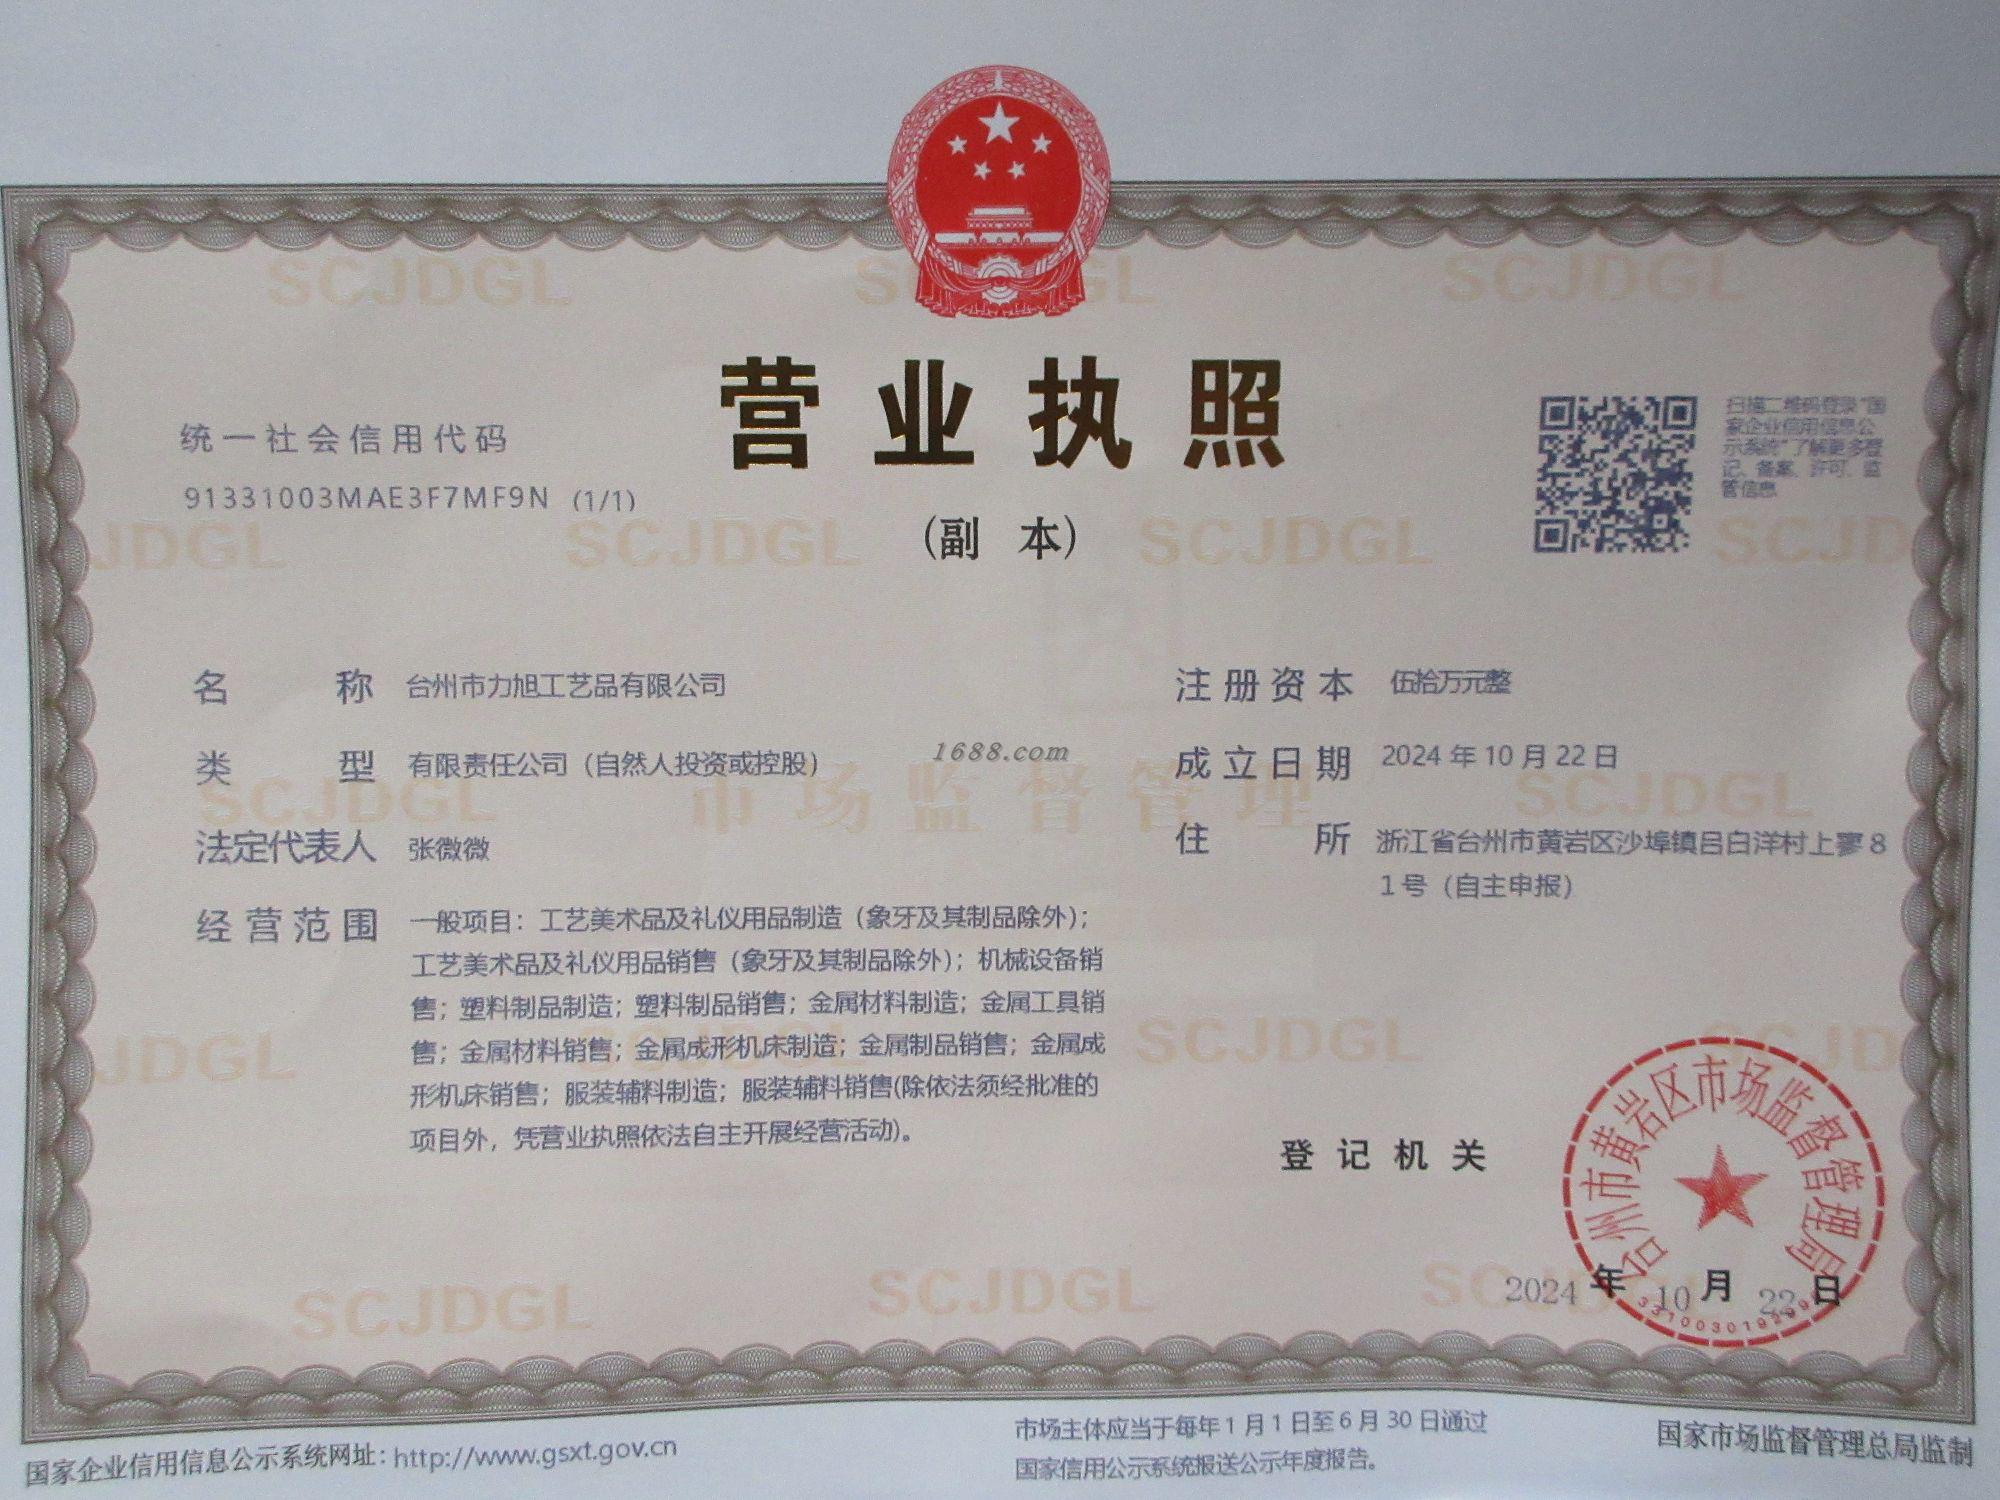 营业执照
(副 本)
统一社会信用代码
91331003MAE3F7MF9N (1/1)
扫描二维码登录"国
家企业信用信息公
示系统"了解更多登
记、备案、许可、监
管信息
名 称 台州市力旭工艺品有限公司
类 型 有限责任公司（自然人投资或控股）
法定代表人 张微微
经营范围 一般项目：工艺美术品及礼仪用品制造（象牙及其制品除外）；
工艺美术品及礼仪用品销售（象牙及其制品除外）；机械设备销
售；塑料制品制造；塑料制品销售；金属材料制造；金属工具销
售；金属材料销售；金属成形机床制造；金属制品销售；金属成
形机床销售；服装辅料制造；服装辅料销售(除依法须经批准的
项目外，凭营业执照依法自主开展经营活动)。
1688.com
注册资本 伍拾万元整
成立日期 2024年10月22日
住 所 浙江省台州市黄岩区沙埠镇吕白洋村上寥8
1号（自主申报）
SCJDGL
市场监督管理
登记机关
台州市黄岩区市场监督管理局
2024年10月22日
国家企业信用信息公示系统网址：http://www.gsxt.gov.cn
市场主体应当于每年1月1日至6月30日通过
国家信用公示系统报送公示年度报告。
国家市场监督管理总局监制